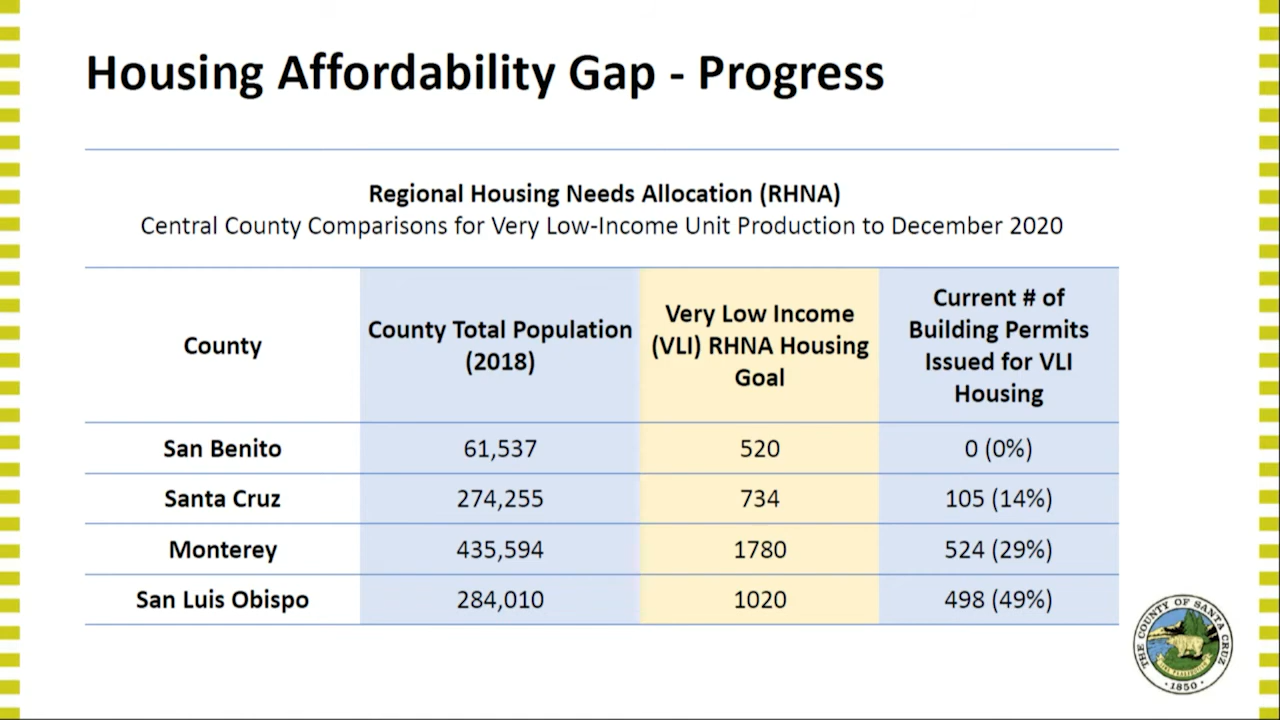 Housing Affordability Gap - Progress
Regional Housing Needs Allocation (RHNA)
Central County Comparisons for Very Low-Income Unit Production to December 2020
County
County Total Population
(2018)
Very Low Income
(VLI) RHNA Housing
Goal
Current # of
Building Permits
Issued for VLI
Housing
San Benito 61,537 520 0 (0%)
Santa Cruz 274,255 734 105 (14%)
Monterey 435,594 1780 524 (29%)
San Luis Obispo 284,010 1020 498 (49%)
THE COUNTY OF SANTA CRUZ
1850